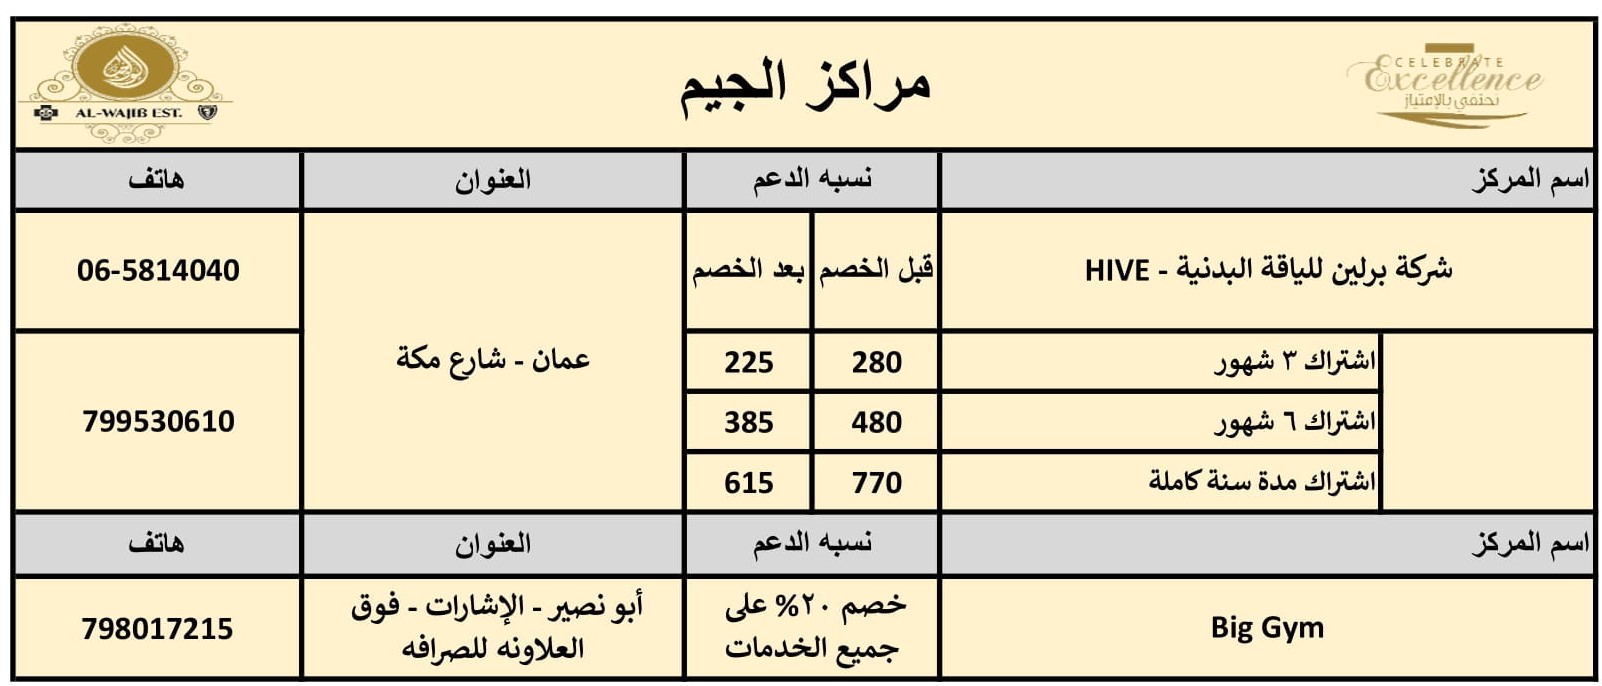 CELEBRATE
Excellence
نحتفي بالإمتياز
مراكز الجيم
AL-WAJIB EST.
اسم المركز
نسبه الدعم
العنوان
هاتف
شركة برلين للياقة البدنية - HIVE
قبل الخصم
بعد الخصم
عمان - شارع مكة
06-5814040
اشتراك ٣ شهور
280
225
799530610
اشتراك ٦ شهور
480
385
اشتراك مدة سنة كاملة
770
615
اسم المركز
نسبه الدعم
العنوان
هاتف
Big Gym
خصم ٢٠% على
جميع الخدمات
أبو نصير - الإشارات - فوق
العلاونه للصرافه
798017215